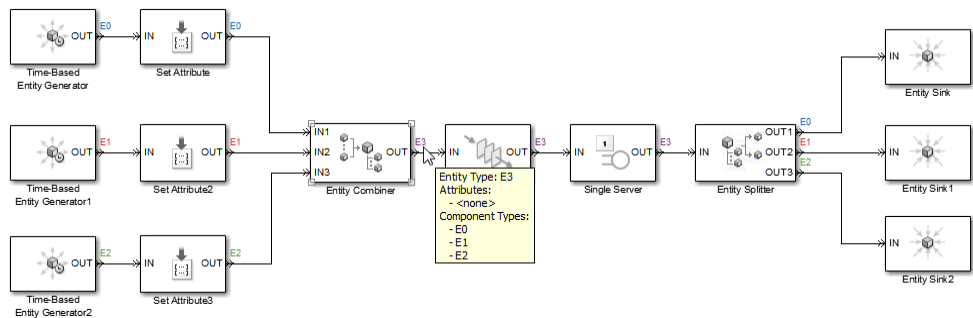 E0
OUT
IN
OUT
E0
Time-Based
Entity Generator
Set Attribute
E1
OUT
IN
OUT
E1
Time-Based
Entity Generator1
Set Attribute2
E2
OUT
IN
OUT
E2
Time-Based
Entity Generator2
Set Attribute3
IN1
IN2
IN3
OUT
E3
Entity Combiner
IN
OUT
E3
Entity Type: E3
Attributes:
- <none>
Component Types:
- E0
- E1
- E2
IN
1
OUT
E3
Single Server
IN
OUT1
OUT2
OUT3
E0
E1
E2
Entity Splitter
IN
Entity Sink
IN
Entity Sink1
IN
Entity Sink2